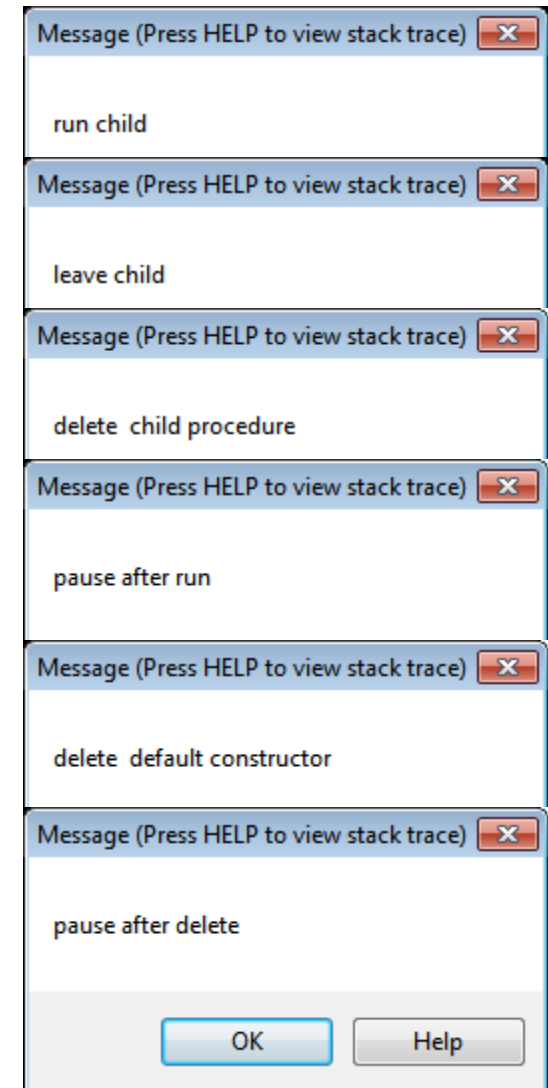 Message (Press HELP to view stack trace)
run child
Message (Press HELP to view stack trace)
leave child
Message (Press HELP to view stack trace)
delete  child procedure
Message (Press HELP to view stack trace)
pause after run
Message (Press HELP to view stack trace)
delete  default constructor
Message (Press HELP to view stack trace)
pause after delete
OK Help